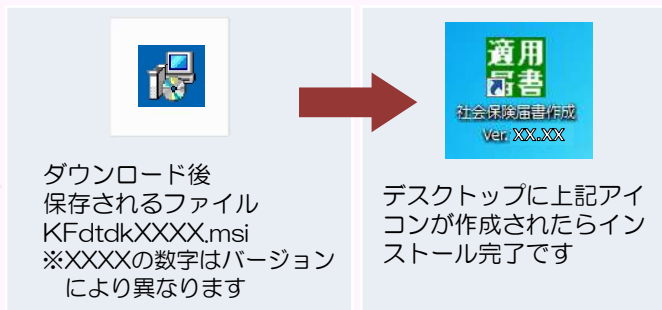 ダウンロード後
保存されるファイル
KFdtdkXXXX.msi
※XXXXの数字はバージョン
により異なります
適用
届書
社会保険届書作成
Ver. XX.XX
デスクトップに上記アイ
コンが作成されたらイン
ストール完了です